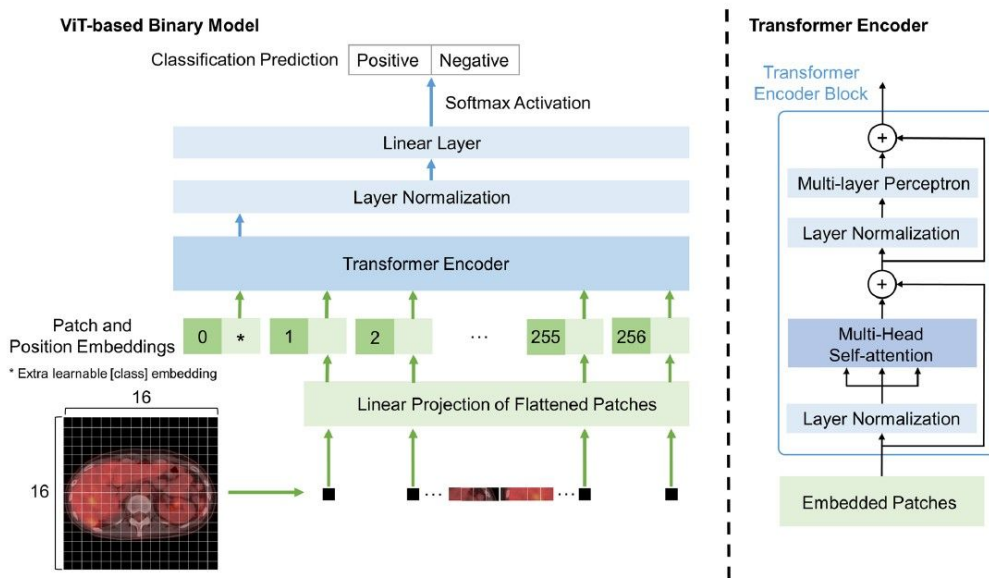 ViT-based Binary Model
Classification Prediction
Positive
Negative
Softmax Activation
Linear Layer
Layer Normalization
Transformer Encoder
Patch and
Position Embeddings
0
*
1
2
...
255
256
* Extra learnable [class] embedding
16
Linear Projection of Flattened Patches
16
...
...
Transformer Encoder
Transformer
Encoder Block
+
Multi-layer Perceptron
Layer Normalization
+
Multi-Head
Self-attention
Layer Normalization
Embedded Patches